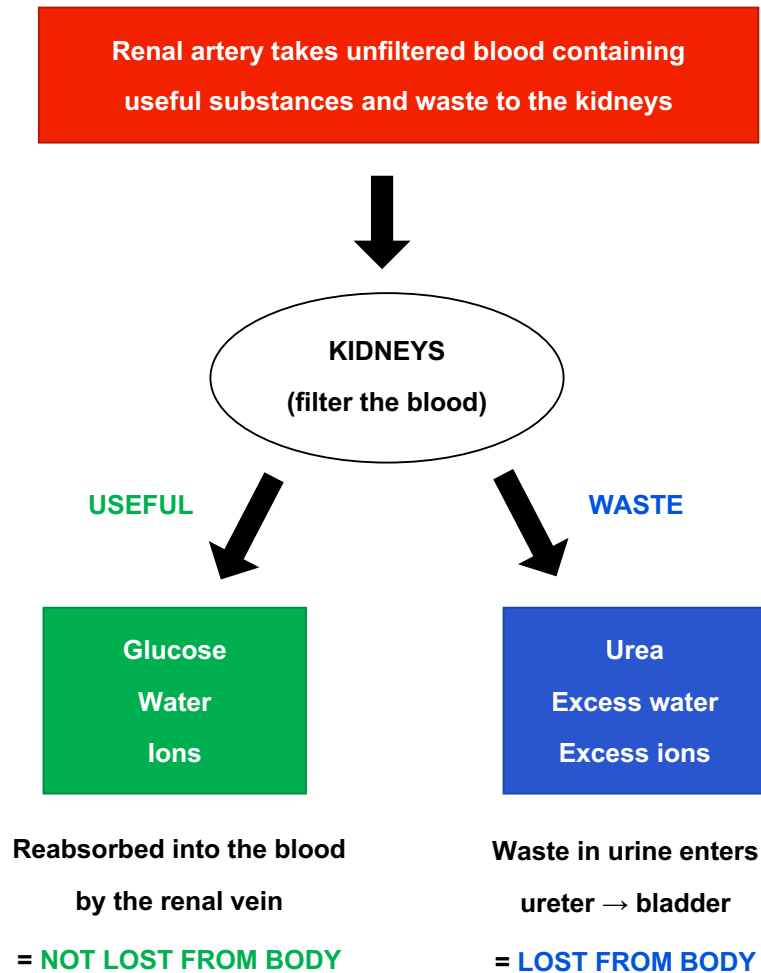 Renal artery takes unfiltered blood containing
useful substances and waste to the kidneys
KIDNEYS
(filter the blood)
USEFUL
WASTE
Glucose
Water
Ions
Urea
Excess water
Excess ions
Reabsorbed into the blood
by the renal vein
= NOT LOST FROM BODY
Waste in urine enters
ureter → bladder
= LOST FROM BODY